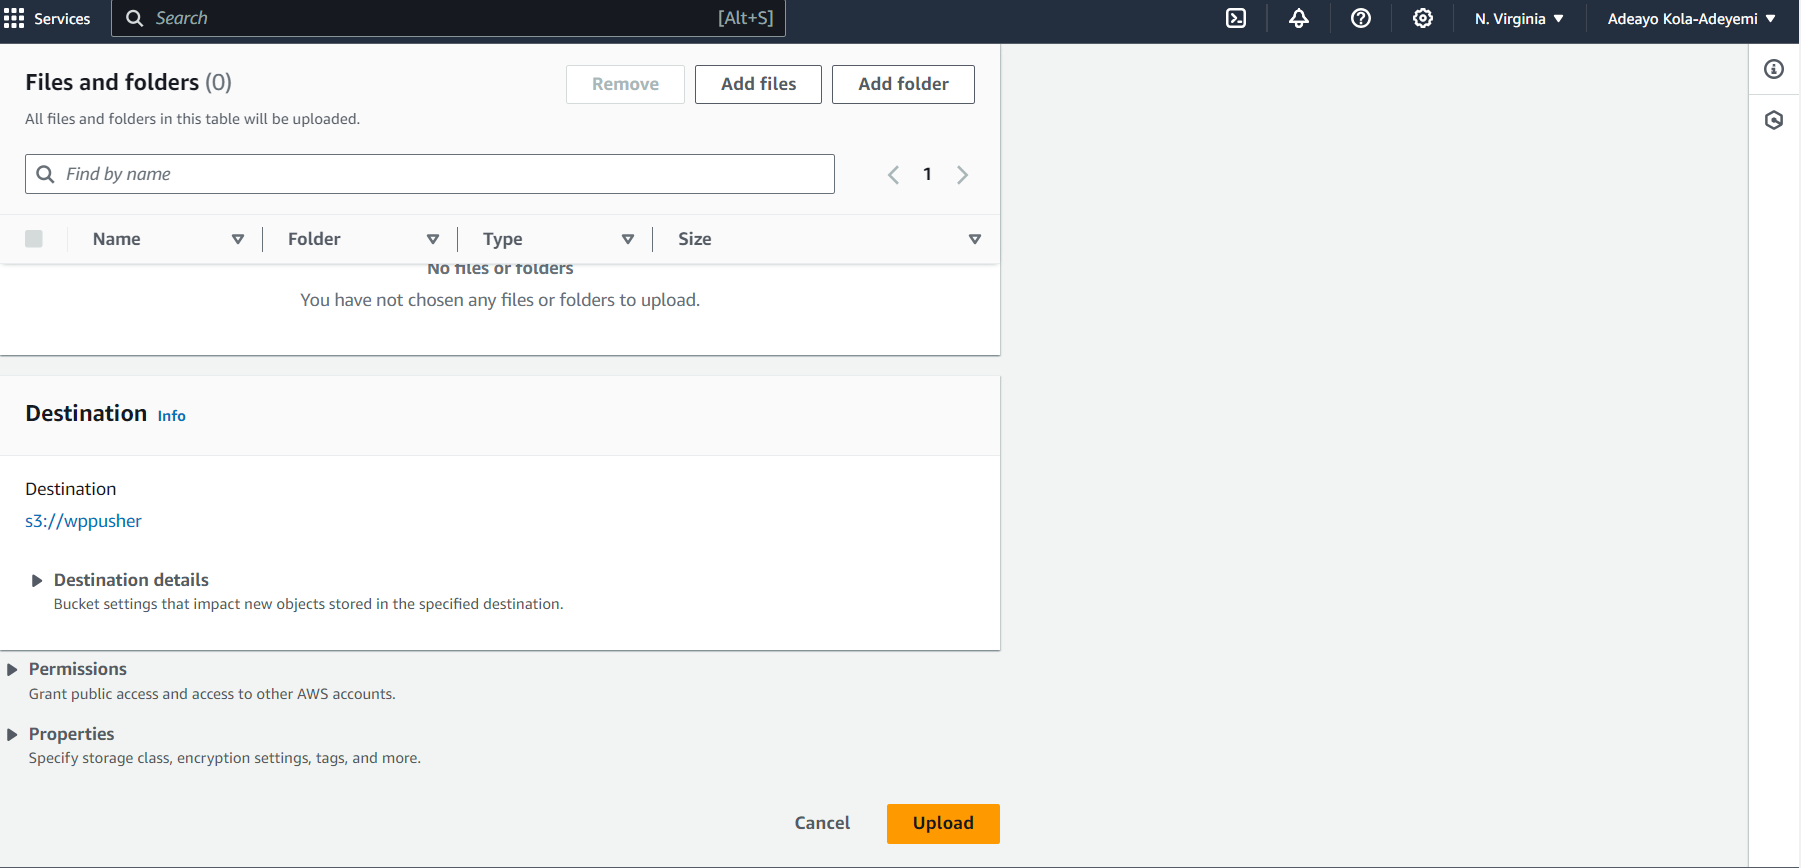 Services
Search [Alt+S]
N. Virginia
Adeayo Kola-Adeyemi
Files and folders (0)
Remove
Add files
Add folder
All files and folders in this table will be uploaded.
Find by name
1
Name Folder Type Size
No files or folders
You have not chosen any files or folders to upload.
Destination Info
Destination
s3://wppusher
Destination details
Bucket settings that impact new objects stored in the specified destination.
Permissions
Grant public access and access to other AWS accounts.
Properties
Specify storage class, encryption settings, tags, and more.
Cancel Upload